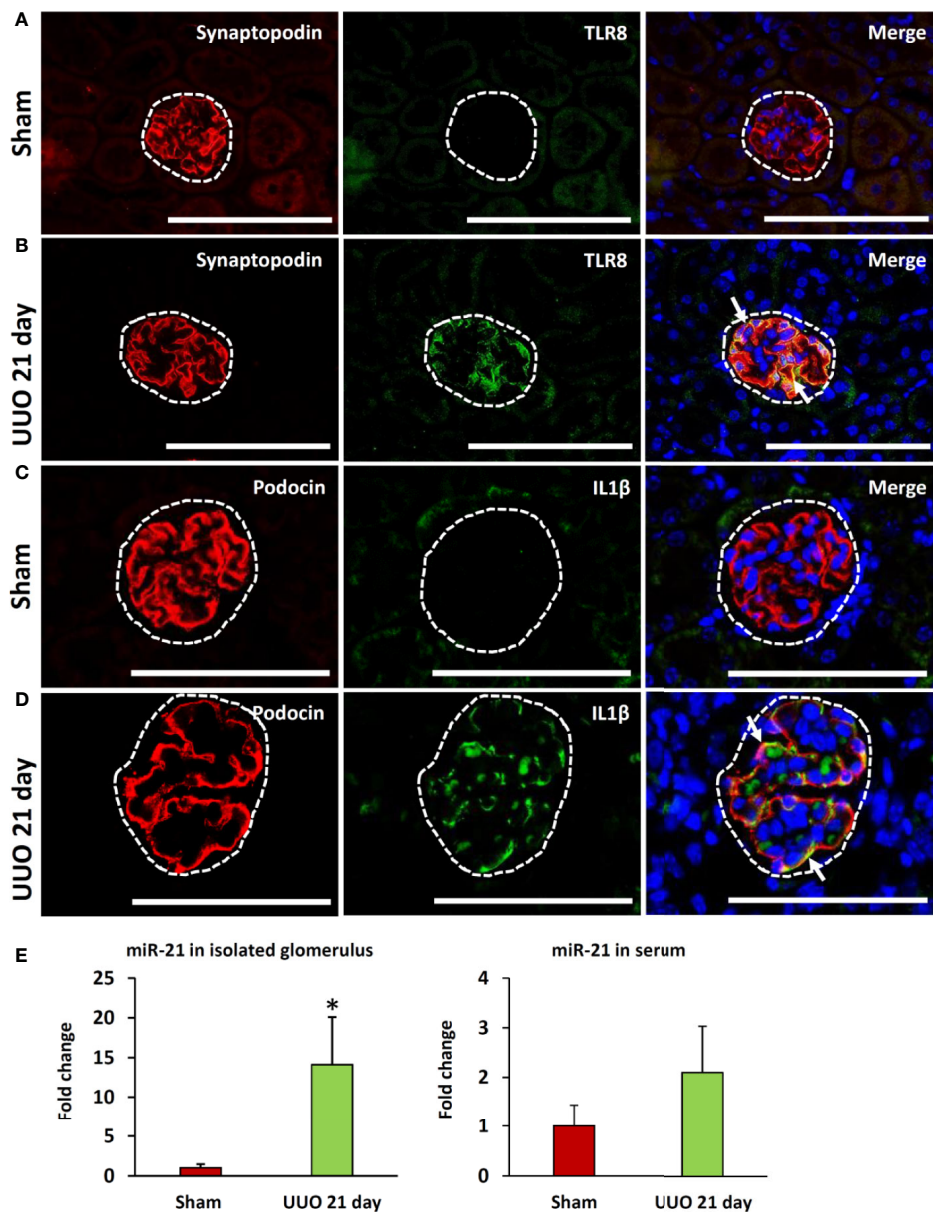 A
Sham
Synaptopodin
TLR8
Merge
B
UUO 21 day
Synaptopodin
TLR8
Merge
C
Sham
Podocin
IL1β
Merge
D
UUO 21 day
Podocin
IL1β
E
miR-21 in isolated glomerulus
Fold change
25
20
15
10
5
0
*
Sham
UUO 21 day
miR-21 in serum
Fold change
4
3
2
1
0
Sham
UUO 21 day